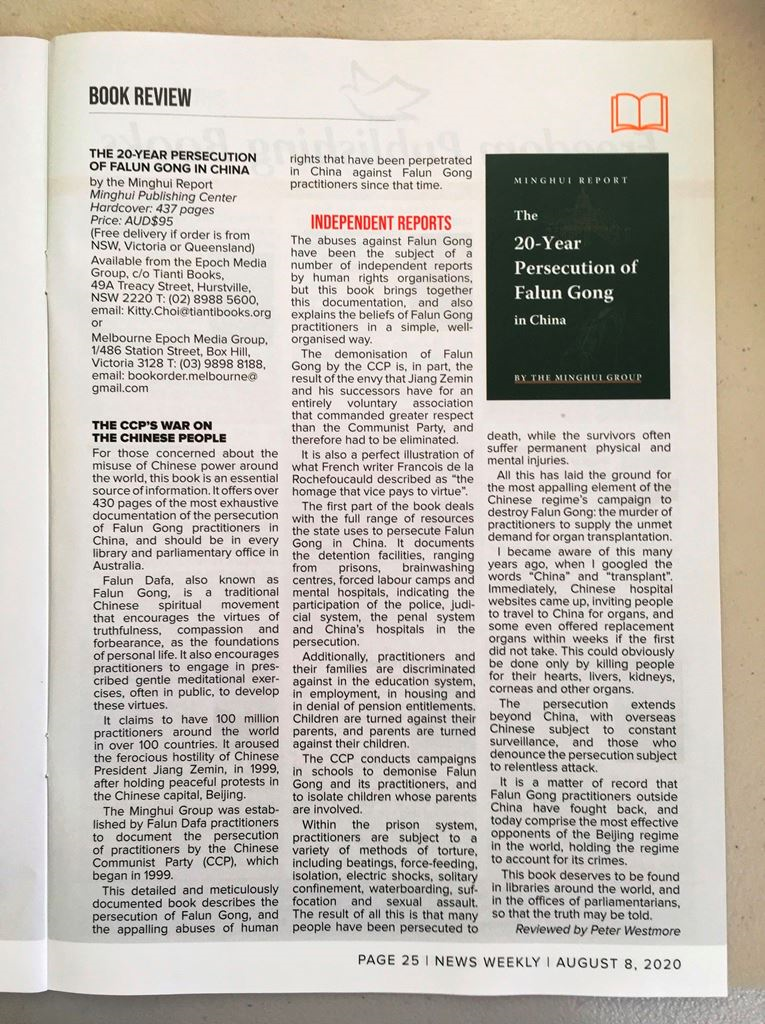 BOOK REVIEW
THE 20-YEAR PERSECUTION
OF FALUN GONG IN CHINA
by the Minghui Report
Minghui Publishing Center
Hardcover: 437 pages
Price: AUD$95
(Free delivery if order is from
NSW, Victoria or Queensland)
Available from the Epoch Media
Group, c/o Tianti Books,
49A Treacy Street, Hurstville,
NSW 2220 T: (02) 8988 5600,
email: Kitty.Choi@tiantibooks.org
or
Melbourne Epoch Media Group,
1/486 Station Street, Box Hill,
Victoria 3128 T: (03) 9898 8188,
email: bookorder.melbourne@
gmail.com
THE CCP'S WAR ON
THE CHINESE PEOPLE
For those concerned about the
misuse of Chinese power around
the world, this book is an essential
source of information. It offers over
430 pages of the most exhaustive
documentation of the persecution
of Falun Gong practitioners in
China, and should be in every
library and parliamentary office in
Australia.
Falun Dafa, also known as
Falun Gong, is a traditional
Chinese spiritual movement
that encourages the virtues of
truthfulness, compassion and
forbearance, as the foundations
of personal life. It also encourages
practitioners to engage in pres-
cribed gentle meditational exer-
cises, often in public, to develop
these virtues.
It claims to have 100 million
practitioners around the world
in over 100 countries. It aroused
the ferocious hostility of Chinese
President Jiang Zemin, in 1999,
after holding peaceful protests in
the Chinese capital, Beijing.
The Minghui Group was estab-
lished by Falun Dafa practitioners
to document the persecution
of practitioners by the Chinese
Communist Party (CCP), which
began in 1999.
This detailed and meticulously
documented book describes the
persecution of Falun Gong, and
the appalling abuses of human
rights that have been perpetrated
in China against Falun Gong
practitioners since that time.
INDEPENDENT REPORTS
The abuses against Falun Gong
have been the subject of a
number of independent reports
by human rights organisations,
but this book brings together
this documentation, and also
explains the beliefs of Falun Gong
practitioners in a simple, well-
organised way.
The demonisation of Falun
Gong by the CCP is, in part, the
result of the envy that Jiang Zemin
and his successors have for an
entirely voluntary association
that commanded greater respect
than the Communist Party, and
therefore had to be eliminated.
It is also a perfect illustration of
what French writer Francois de la
Rochefoucauld described as "the
homage that vice pays to virtue".
The first part of the book deals
with the full range of resources
the state uses to persecute Falun
Gong in China. It documents
the detention facilities, ranging
from prisons, brainwashing
centres, forced labour camps and
mental hospitals, indicating the
participation of the police, judi-
cial system, the penal system
and China's hospitals in the
persecution.
Additionally, practitioners and
their families are discriminated
against in the education system,
in employment, in housing and
in denial of pension entitlements.
Children are turned against their
parents, and parents are turned
against their children.
The CCP conducts campaigns
in schools to demonise Falun
Gong and its practitioners, and
to isolate children whose parents
are involved.
Within the prison system,
practitioners are subject to a
variety of methods of torture,
including beatings, force-feeding,
isolation, electric shocks, solitary
confinement, waterboarding, suf-
focation and sexual assault.
The result of all this is that many
people have been persecuted to
MINGHUI REPORT
The
20-Year
Persecution of
Falun Gong
in China
BY THE MINGHUI GROUP
death, while the survivors often
suffer permanent physical and
mental injuries.
All this has laid the ground for
the most appalling element of the
Chinese regime's campaign to
destroy Falun Gong: the murder of
practitioners to supply the unmet
demand for organ transplantation.
I became aware of this many
years ago, when I googled the
words "China" and "transplant".
Immediately, Chinese hospital
websites came up, inviting people
to travel to China for organs, and
some even offered replacement
organs within weeks if the first
did not take. This could obviously
be done only by killing people
for their hearts, livers, kidneys,
corneas and other organs.
The persecution extends
beyond China, with overseas
Chinese subject to constant
surveillance, and those who
denounce the persecution subject
to relentless attack.
It is a matter of record that
Falun Gong practitioners outside
China have fought back, and
today comprise the most effective
opponents of the Beijing regime
in the world, holding the regime
to account for its crimes.
This book deserves to be found
in libraries around the world, and
in the offices of parliamentarians,
so that the truth may be told.
Reviewed by Peter Westmore
PAGE 25 | NEWS WEEKLY | AUGUST 8, 2020